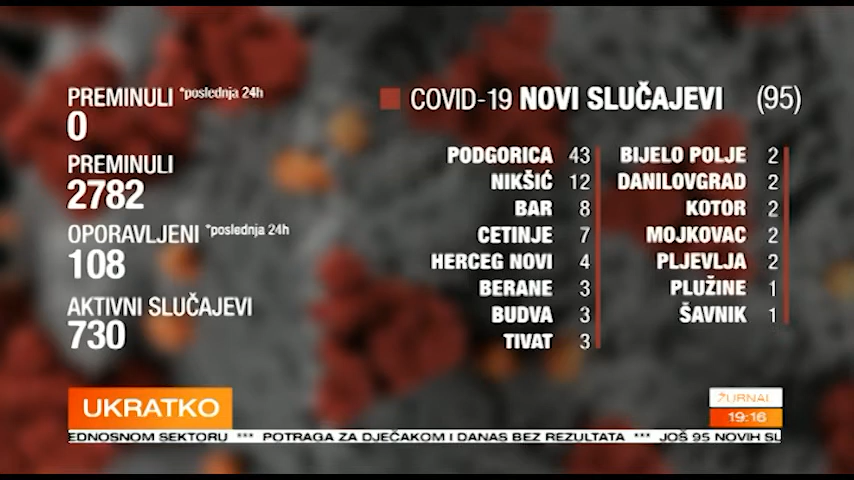 PREMINULI *poslednja 24h
0
PREMINULI
2782
OPORAVLJENI *poslednja 24h
108
AKTIVNI SLUČAJEVI
730
COVID-19 NOVI SLUČAJEVI (95)
PODGORICA 43
NIKŠIĆ 12
BAR 8
CETINJE 7
HERCEG NOVI 4
BERANE 3
BUDVA 3
TIVAT 3
BIJELO POLJE 2
DANILOVGRAD 2
KOTOR 2
MOJKOVAC 2
PLJEVLJA 2
PLUŽINE 1
ŠAVNIK 1
UKRATKO
ŽURNAL
19:16
EDNOSNOM SEKTORU *** POTRAGA ZA DJEČAKOM I DANAS BEZ REZULTATA *** JOŠ 95 NOVIH SL